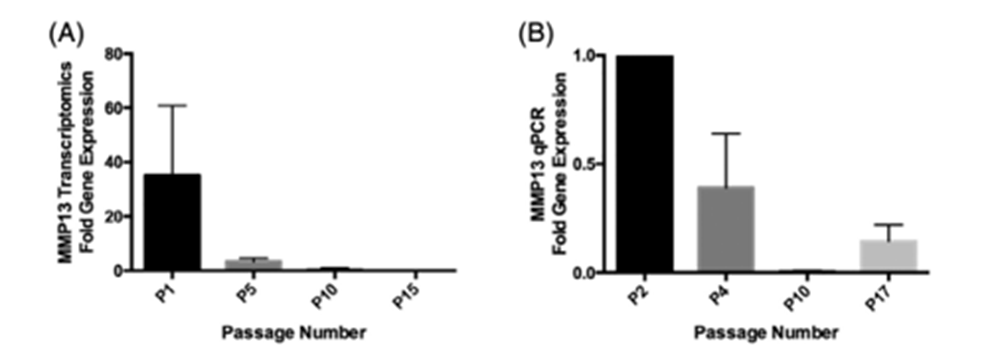 (A)
MMP13 Transcriptomics
Fold Gene Expression
80
60
40
20
0
P1
P5
P10
P15
Passage Number
(B)
MMP13 qPCR
Fold Gene Expression
1.0
0.5
0.0
P2
P4
P10
P17
Passage Number